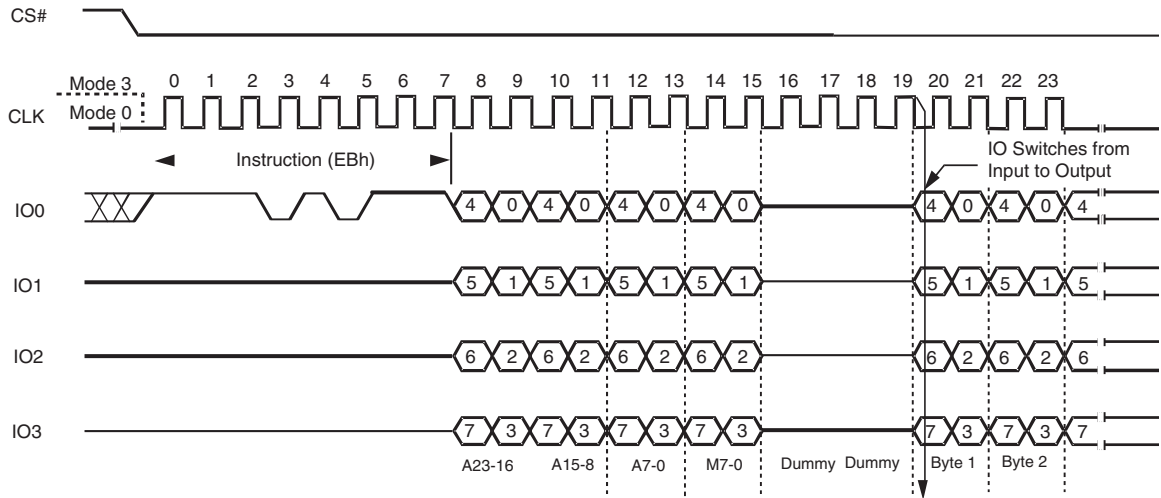 CS#
Mode 3 0 1 2 3 4 5 6 7 8 9 10 11 12 13 14 15 16 17 18 19 20 21 22 23
CLK Mode 0
Instruction (EBh)
IO Switches from
Input to Output
IO0 4 0 4 0 4 0 4 0 4 0 4 0 4
IO1 5 1 5 1 5 1 5 1 5 1 5 1 5
IO2 6 2 6 2 6 2 6 2 6 2 6 2 6
IO3 7 3 7 3 7 3 7 3 7 3 7 3 7
A23-16 A15-8 A7-0 M7-0 Dummy Dummy Byte 1 Byte 2